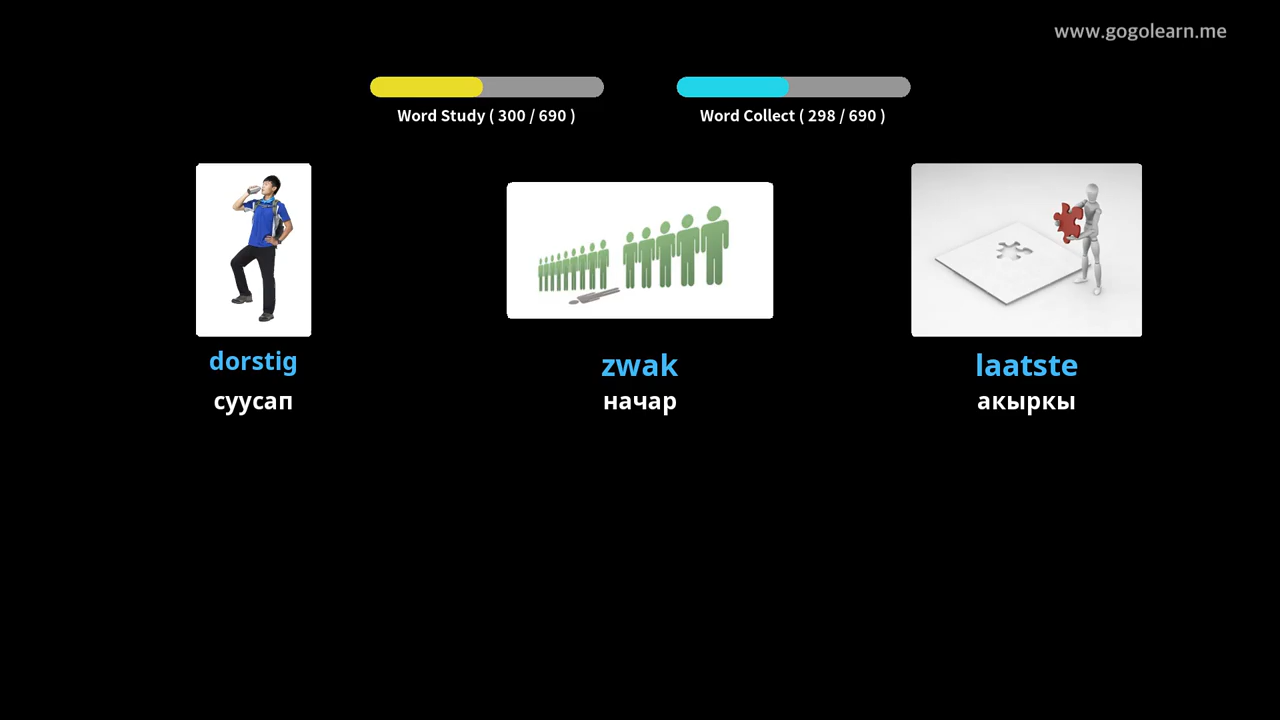 www.gogolearn.me
Word Study ( 300 / 690 )
Word Collect ( 298 / 690 )
dorstig
zwak
laatste
суусап
начар
акыркы